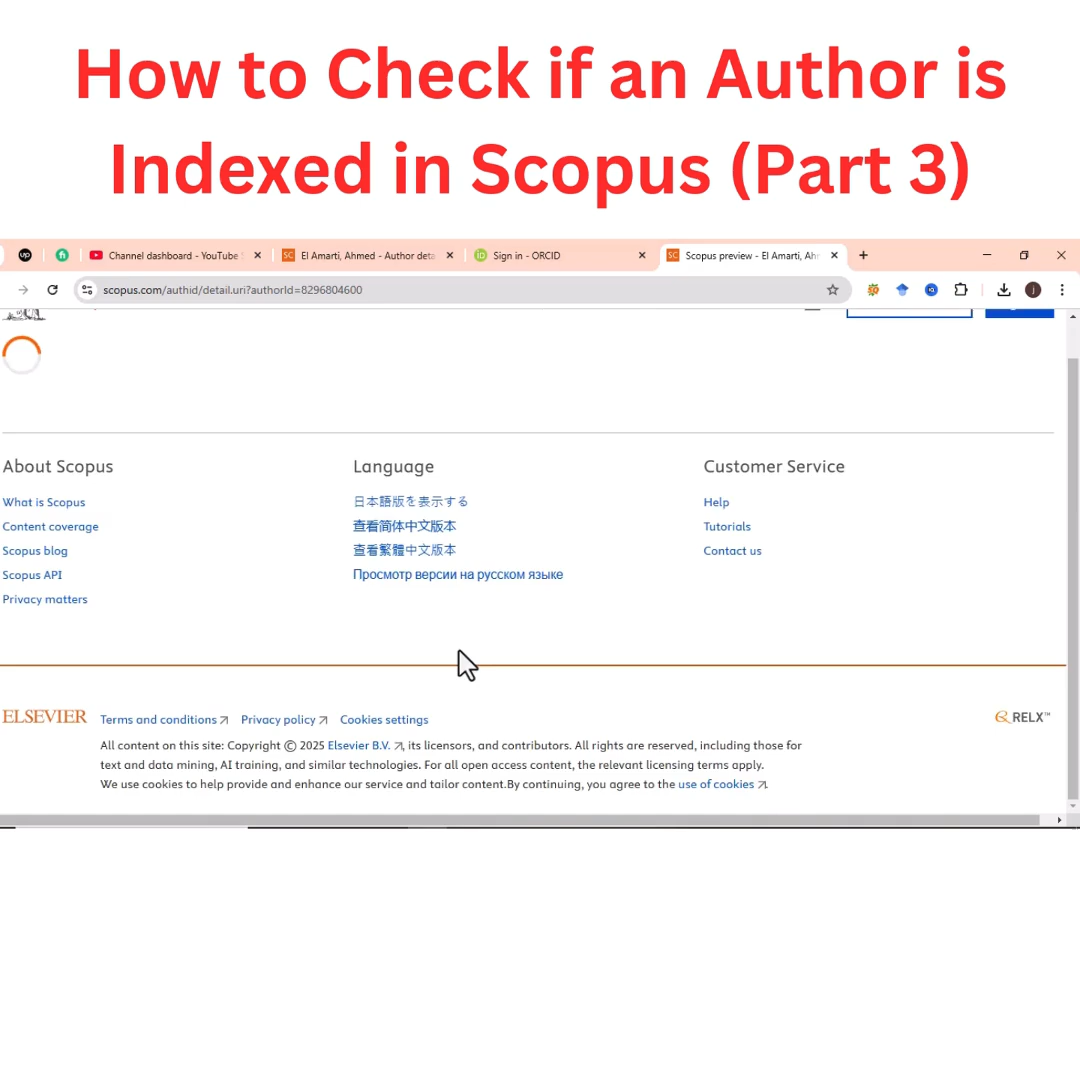 How to Check if an Author is
Indexed in Scopus (Part 3)
up
fi
Channel dashboard - YouTube
El Amarti, Ahmed - Author deta
Sign in - ORCID
Scopus preview - El Amarti, Ahm
scopus.com/authid/detail.uri?authorId=8296804600
j
About Scopus
Language
Customer Service
What is Scopus
日本語版を表示する
Help
Content coverage
查看简体中文版本
Tutorials
Scopus blog
查看繁體中文版本
Contact us
Scopus API
Просмотр версии на русском языке
Privacy matters
ELSEVIER
Terms and conditions
Privacy policy
Cookies settings
RELX™
All content on this site: Copyright © 2025 Elsevier B.V. , its licensors, and contributors. All rights are reserved, including those for
text and data mining, AI training, and similar technologies. For all open access content, the relevant licensing terms apply.
We use cookies to help provide and enhance our service and tailor content.By continuing, you agree to the use of cookies .